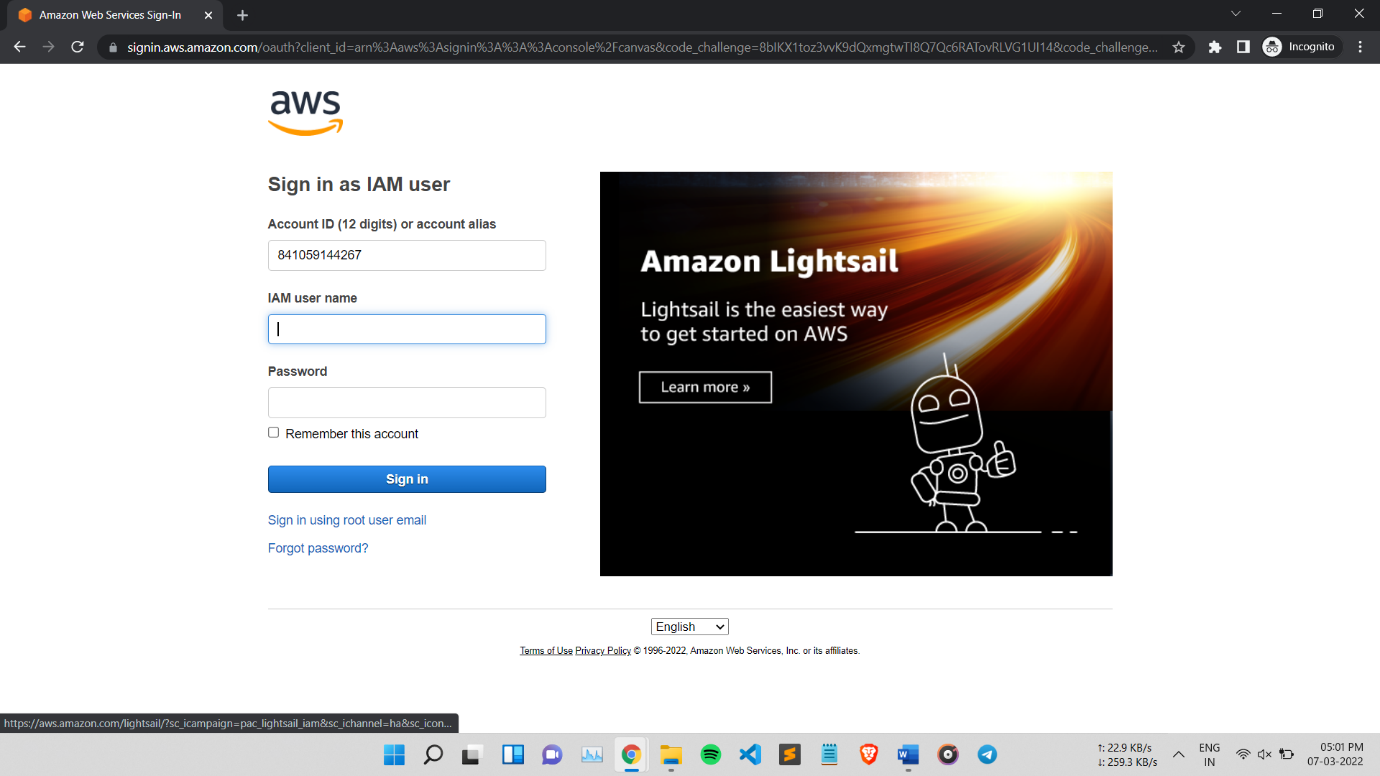 Amazon Web Services Sign-In
signin.aws.amazon.com/oauth?client_id=arn%3Aaws%3Asignin%3A%3A%3Aconsole%2Fcanvas&code_challenge=8bIKX1toz3vvK9dQxmgtwTI8Q7Qc6RATovRLVG1UI14&code_challenge...
Incognito
aws
Sign in as IAM user
Account ID (12 digits) or account alias
841059144267
IAM user name
Password
Remember this account
Sign in
Sign in using root user email
Forgot password?
Amazon Lightsail
Lightsail is the easiest way
to get started on AWS
Learn more »
English
Terms of Use Privacy Policy © 1996-2022, Amazon Web Services, Inc. or its affiliates.
https://aws.amazon.com/lightsail/?sc_icampaign=pac_lightsail_iam&sc_ichannel=ha&sc_icon...
↑: 22.9 KB/s
↓: 259.3 KB/s
ENG
IN
05:01 PM
07-03-2022